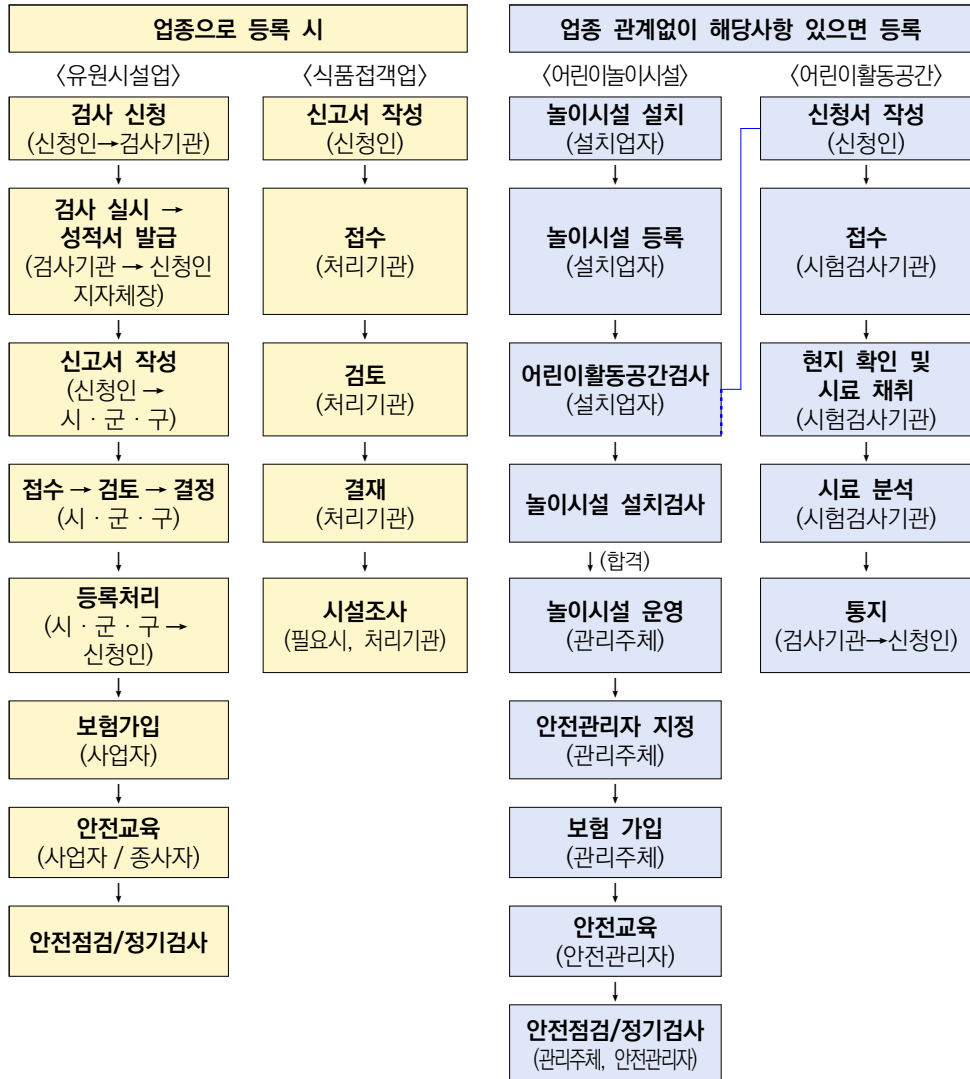 업종으로 등록 시
〈유원시설업〉
검사 신청
(신청인→검사기관)
↓
검사 실시 →
성적서 발급
(검사기관 → 신청인
지자체장)
↓
신고서 작성
(신청인 →
시 · 군 · 구)
↓
접수 → 검토 → 결정
(시 · 군 · 구)
↓
등록처리
(시 · 군 · 구 →
신청인)
↓
보험가입
(사업자)
↓
안전교육
(사업자 / 종사자)
↓
안전점검/정기검사
〈식품접객업〉
신고서 작성
(신청인)
↓
접수
(처리기관)
↓
검토
(처리기관)
↓
결재
(처리기관)
↓
시설조사
(필요시, 처리기관)
업종 관계없이 해당사항 있으면 등록
〈어린이놀이시설〉
놀이시설 설치
(설치업자)
↓
놀이시설 등록
(설치업자)
↓
어린이활동공간검사
(설치업자)
↓
놀이시설 설치검사
↓ (합격)
놀이시설 운영
(관리주체)
↓
안전관리자 지정
(관리주체)
↓
보험 가입
(관리주체)
↓
안전교육
(안전관리자)
↓
안전점검/정기검사
(관리주체, 안전관리자)
〈어린이활동공간〉
신청서 작성
(신청인)
↓
접수
(시험검사기관)
↓
현지 확인 및
시료 채취
(시험검사기관)
↓
시료 분석
(시험검사기관)
↓
통지
(검사기관→신청인)